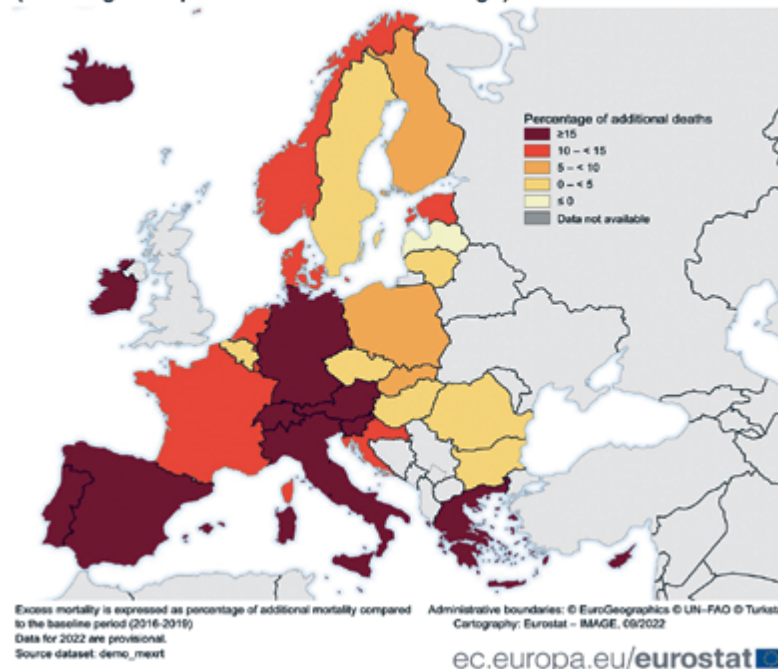 Percentage of additional deaths
≥15
10 – < 15
5 – < 10
0 – < 5
≤ 0
Data not available
Excess mortality is expressed as percentage of additional mortality compared
to the baseline period (2016-2019)
Data for 2022 are provisional.
Source dataset: demo_mexrt
Administrative boundaries: © EuroGeographics © UN–FAO © Turkst
Cartography: Eurostat – IMAGE, 09/2022
ec.europa.eu/eurostat